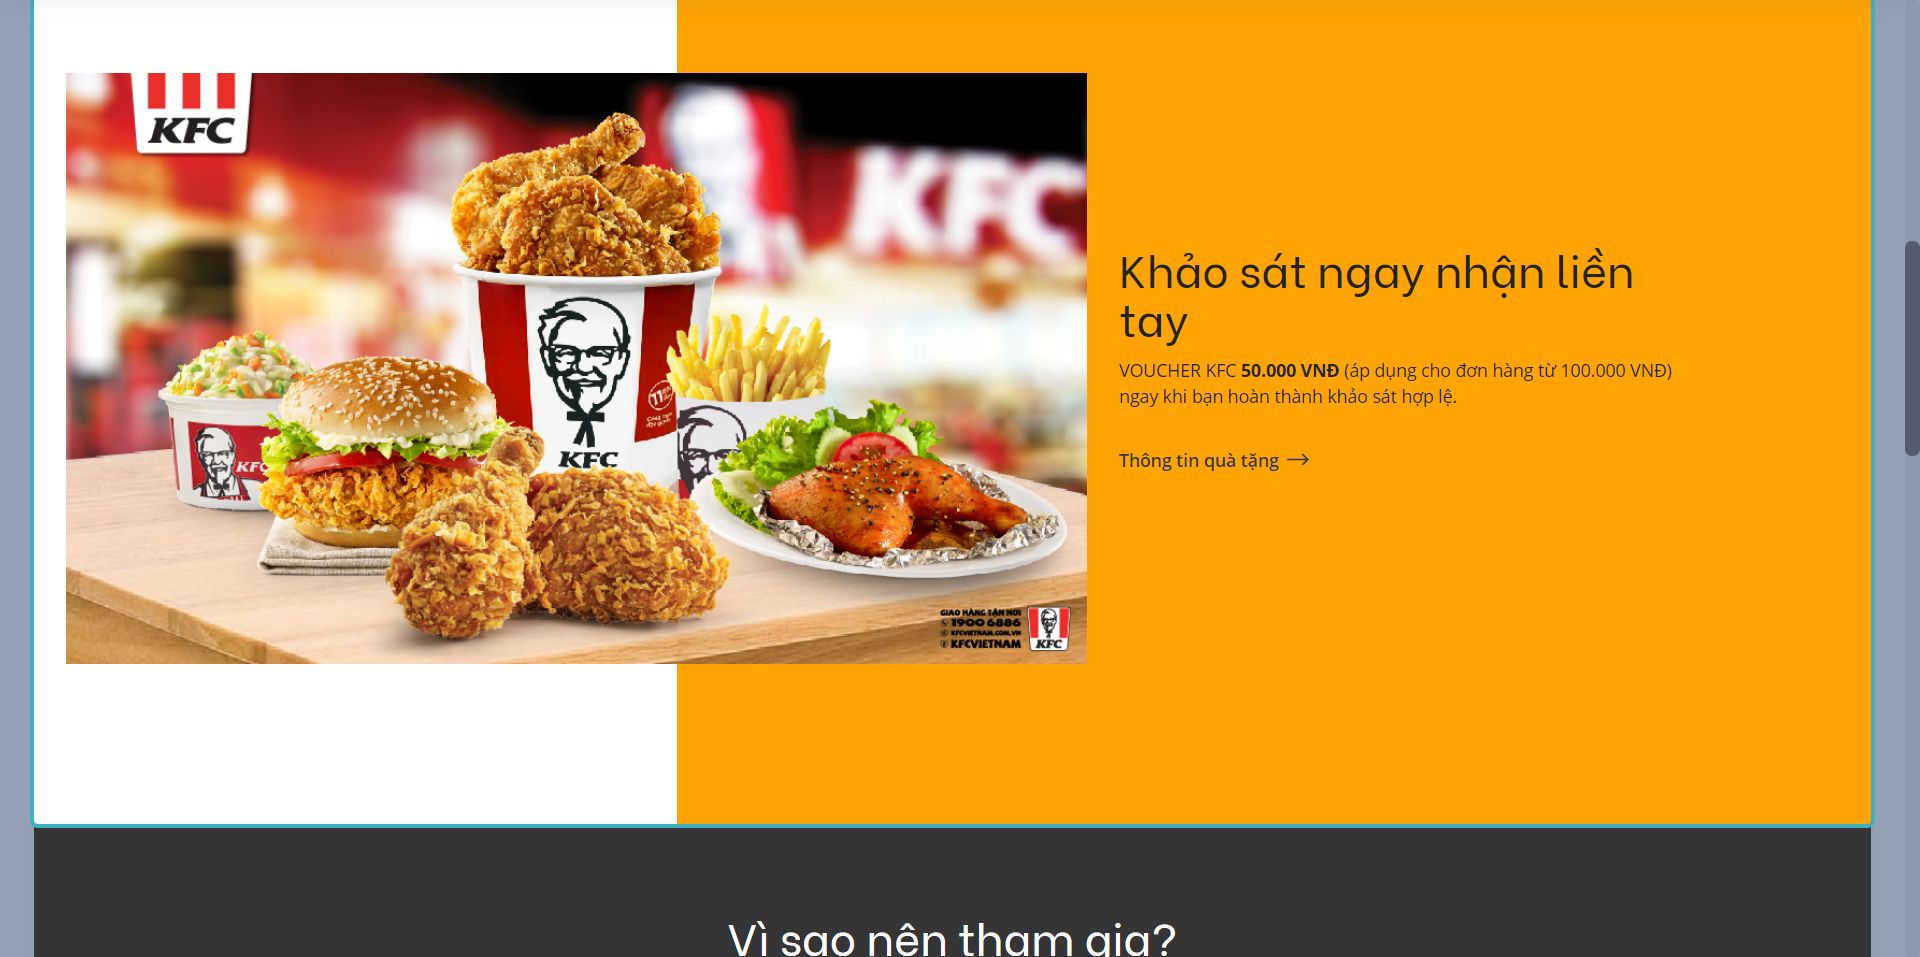 KFC
KFC
Khảo sát ngay nhận liền
tay
VOUCHER KFC 50.000 VNĐ (áp dụng cho đơn hàng từ 100.000 VNĐ)
ngay khi bạn hoàn thành khảo sát hợp lệ.
Thông tin quà tặng
KFC
KFC
11
GIAO HÀNG TẬN NƠI
1900 6886
KFCVIETNAM.COM.VN
KFCVIETNAM
KFC
Vì sao nên tham gia?